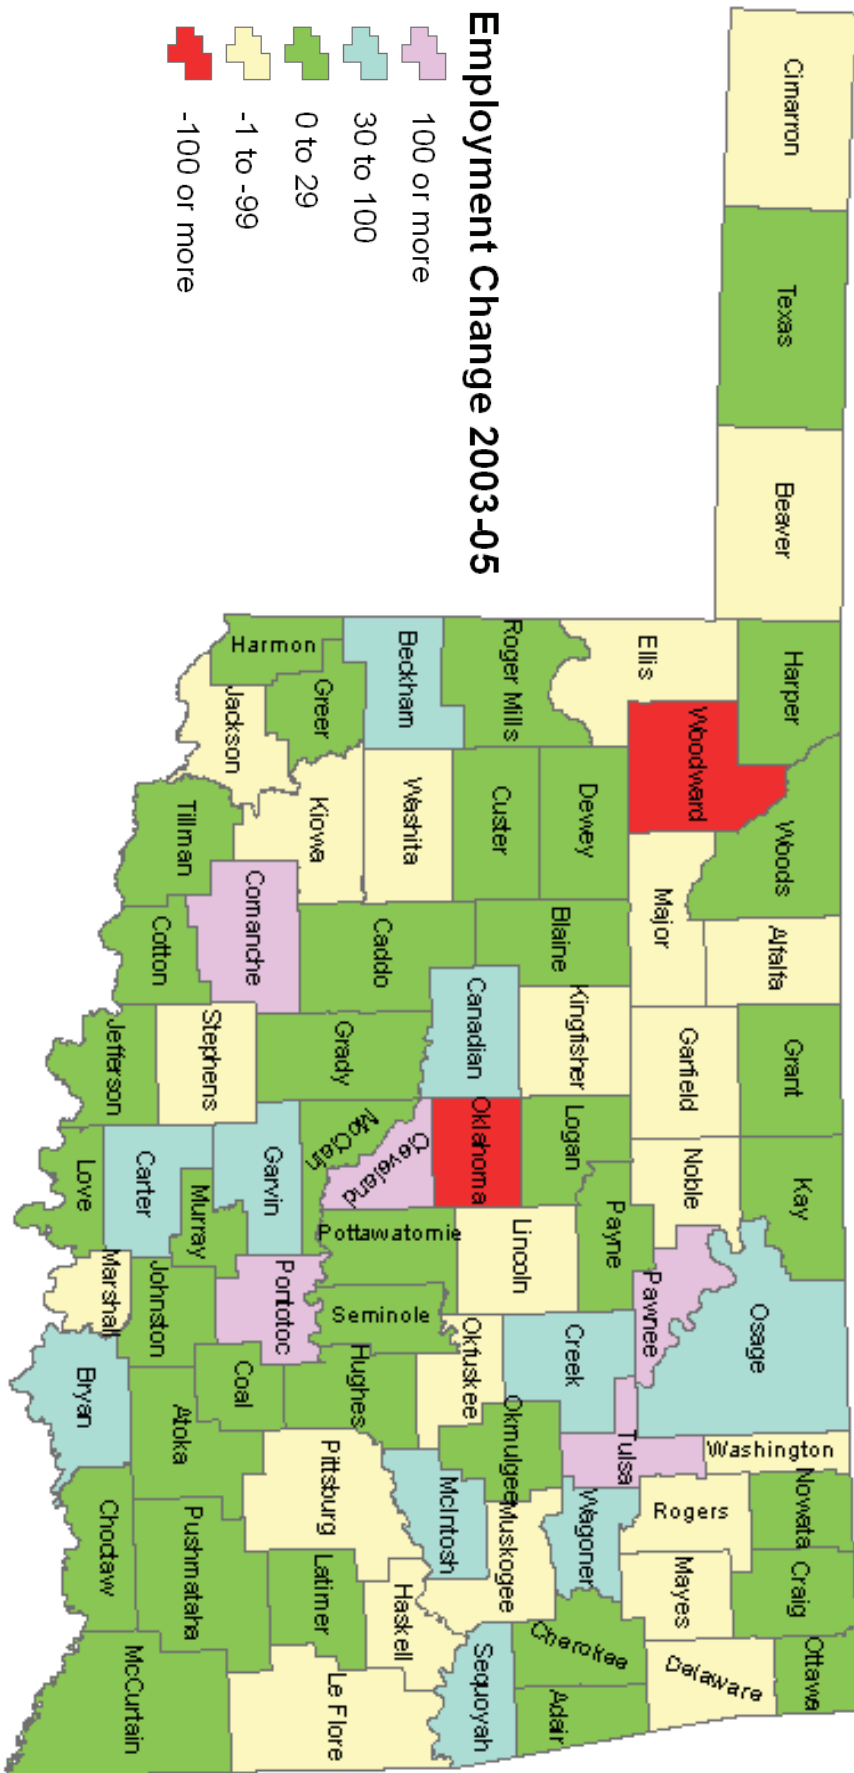 Cimarron
Texas
Beaver
Harper
Woods
Alfalfa
Grant
Kay
Osage
Washington
Nowata
Craig
Ottawa
Ellis
Woodward
Major
Garfield
Noble
Pawnee
Tulsa
Rogers
Mayes
Delaware
Roger Mills
Dewey
Custer
Blaine
Kingfisher
Logan
Payne
Creek
Wagoner
Cherokee
Adair
Employment Change 2003-05
Beckham
Washita
Caddo
Canadian
Oklahoma
Lincoln
Okfuskee
Okmulgee
Muskogee
McIntosh
Sequoyah
100 or more
30 to 100
0 to 29
-1 to -99
-100 or more
Harmon
Greer
Jackson
Kiowa
Comanche
Grady
McClain
Cleveland
Pottawatomie
Seminole
Hughes
Pittsburg
Haskell
Latimer
Le Flore
Tillman
Cotton
Stephens
Jefferson
Garvin
Murray
Carter
Love
Pontotoc
Johnston
Marshall
Coal
Atoka
Bryan
Pushmataha
Choctaw
McCurtain